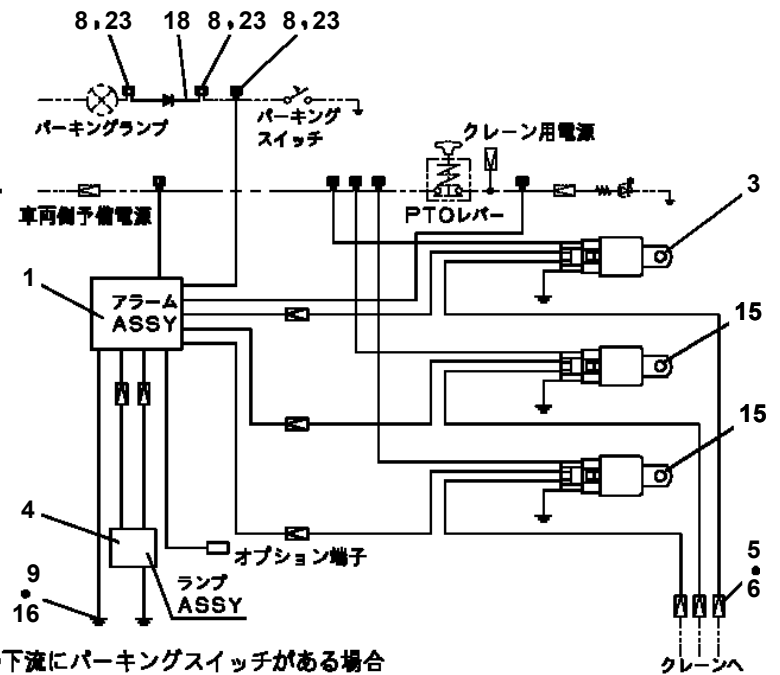 8，23 18 8，23 8，23
パーキングランプ
パーキング
スイッチ
クレーン用電源
車両側予備電源
PTOレバー
3
1
アラーム
ASSY
15
15
4
オプション端子
9
・
16
ランプ
ASSY
5
・
6
下流にパーキングスイッチがある場合
クレーンへ